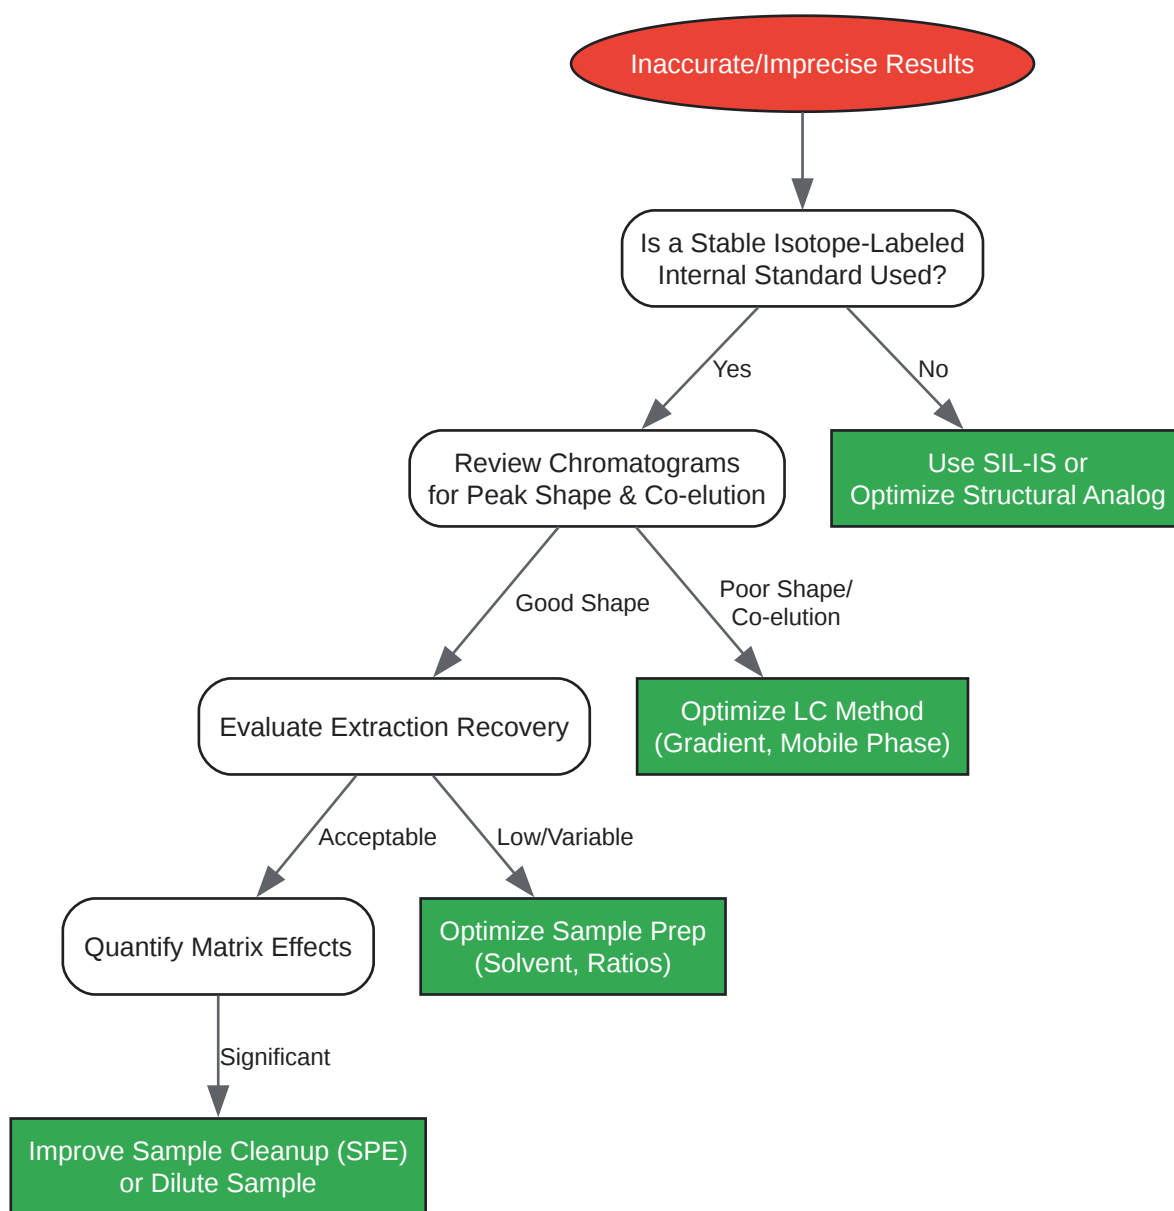 Inaccurate/Imprecise Results
Is a Stable Isotope-Labeled
Internal Standard Used?
Yes
No
Review Chromatograms
for Peak Shape & Co-elution
Use SIL-IS or
Optimize Structural Analog
Good Shape
Poor Shape/
Co-elution
Evaluate Extraction Recovery
Optimize LC Method
(Gradient, Mobile Phase)
Acceptable
Low/Variable
Quantify Matrix Effects
Optimize Sample Prep
(Solvent, Ratios)
Significant
Improve Sample Cleanup (SPE)
or Dilute Sample